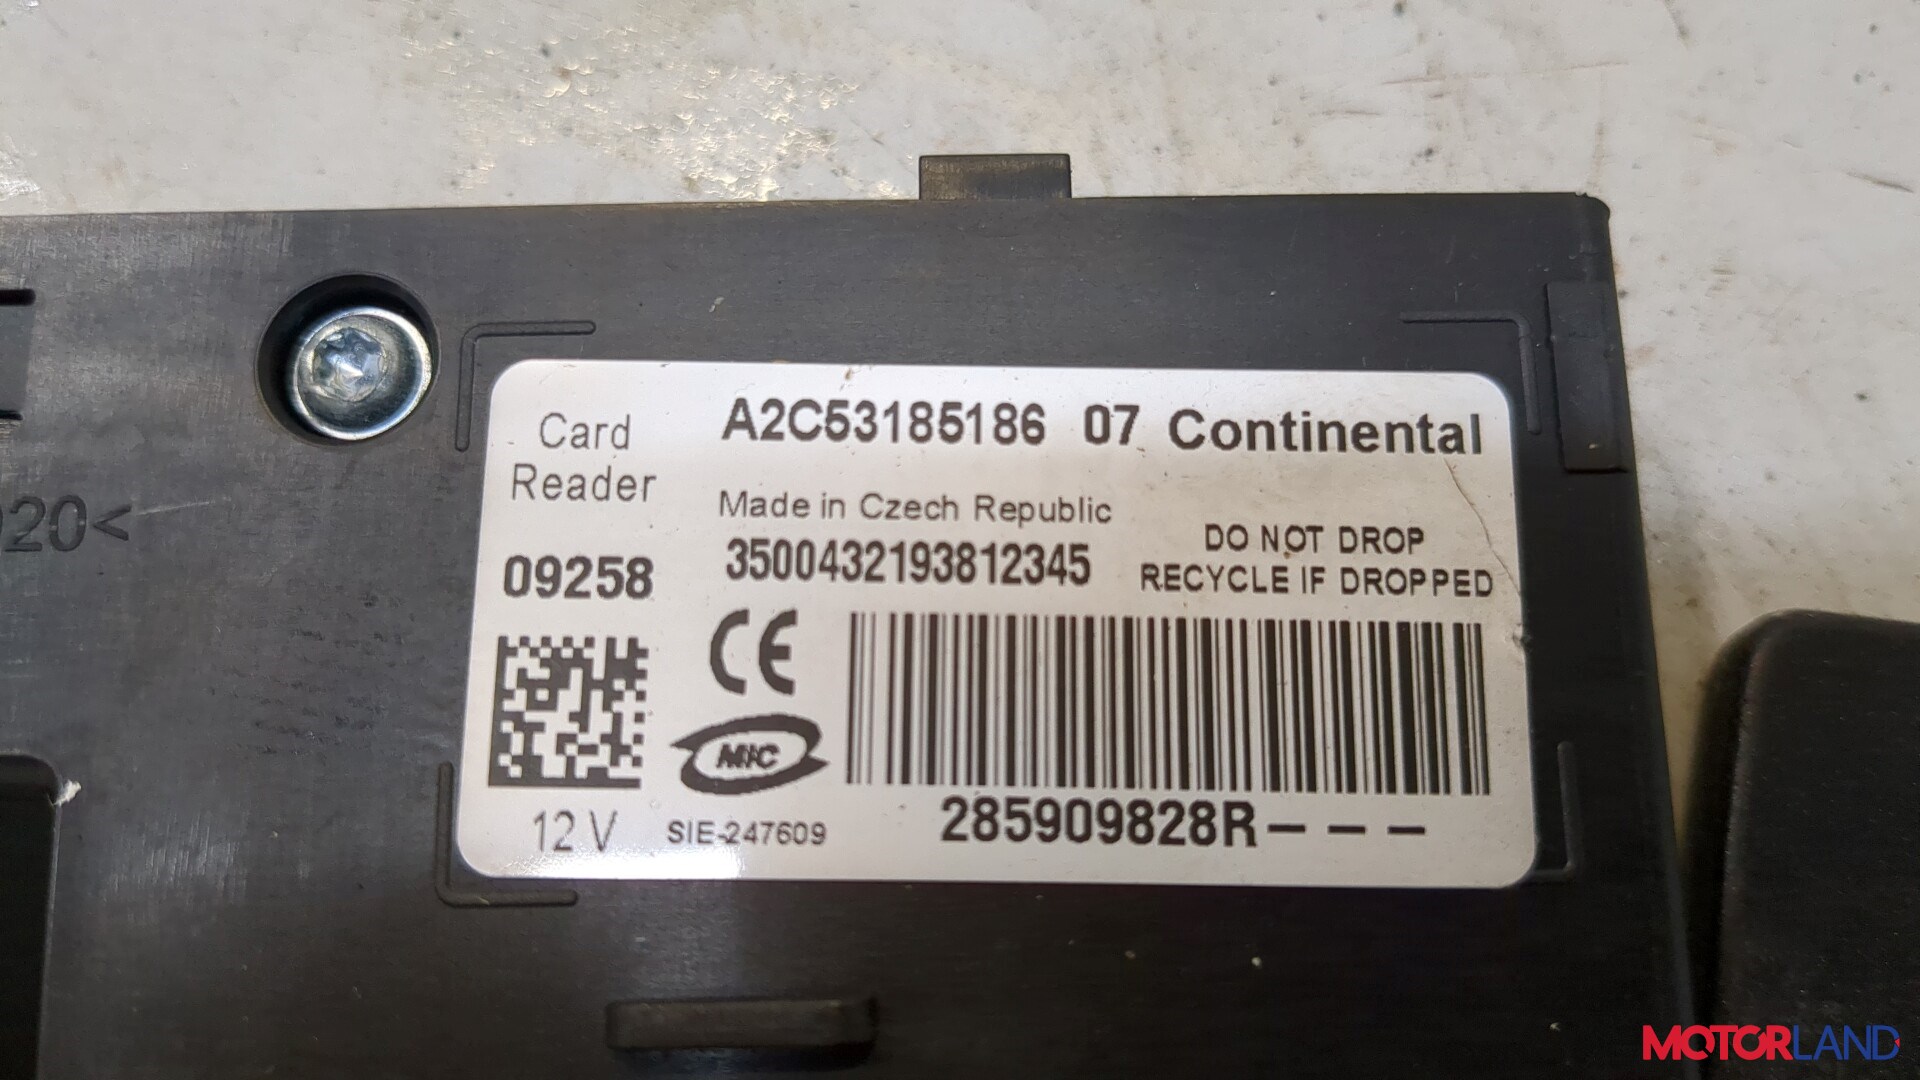 Card
Reader
A2C53185186 07 Continental
Made in Czech Republic
3500432193812345
DO NOT DROP
RECYCLE IF DROPPED
09258
CE
MIC
12 V
SIE-247609
285909828R---
20<
MOTORLAND